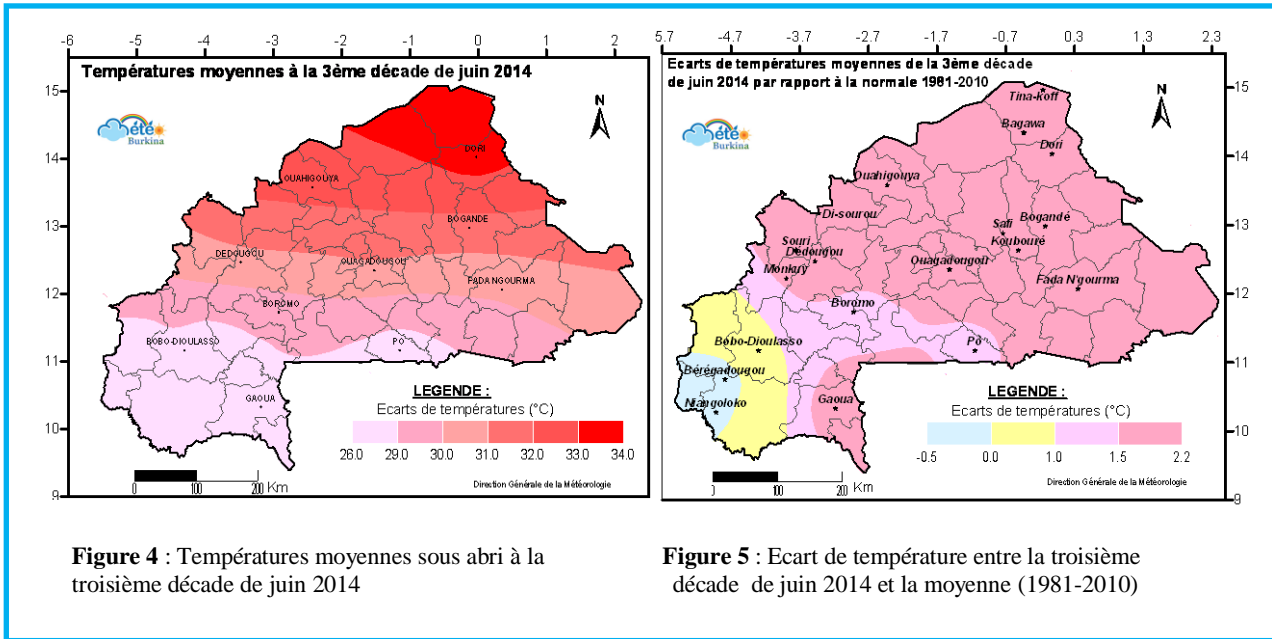 -6 -5 -4 -3 -2 -1 0 1 2
Températures moyennes à la 3ème décade de juin 2014
15
14
13
12
11
10
9
été
Burkina
N
DORI
OUAHIGOUYA
BOGANDE
DEDOUGOU
OUAGADOUGOU
FADA NGOURMA
BOROMO
BOBO-DIOULASSO
PO
GAOUA
LEGENDE :
Ecarts de températures (°C)
26.0 29.0 30.0 31.0 32.0 33.0 34.0
0 100 200 Km
Direction Générale de la Météorologie
Figure 4 : Températures moyennes sous abri à la
troisième décade de juin 2014
5.7 -4.7 -3.7 -2.7 -1.7 -0.7 0.3 1.3 2.3
Ecarts de températures moyennes de la 3ème décade
de juin 2014 par rapport à la normale 1981-2010
15
14
13
12
11
10
9
été
Burkina
N
Tina-koff
Bagawa
Dori
Ouahigouya
Di-sourou
Bogandé
Safi
Koubouré
Souri
Dédougou
Ouagadougou
Monkuy
Fada N'gourma
Boromo
Bobo-Dioulasso
Pô
Bérégadougou
Niangoloko
Gaoua
LEGENDE :
Ecarts de températures (°C)
-0.5 0.0 1.0 1.5 2.2
0 100 200 Km
Direction Générale de la Météorologie
Figure 5 : Ecart de température entre la troisième
décade de juin 2014 et la moyenne (1981-2010)